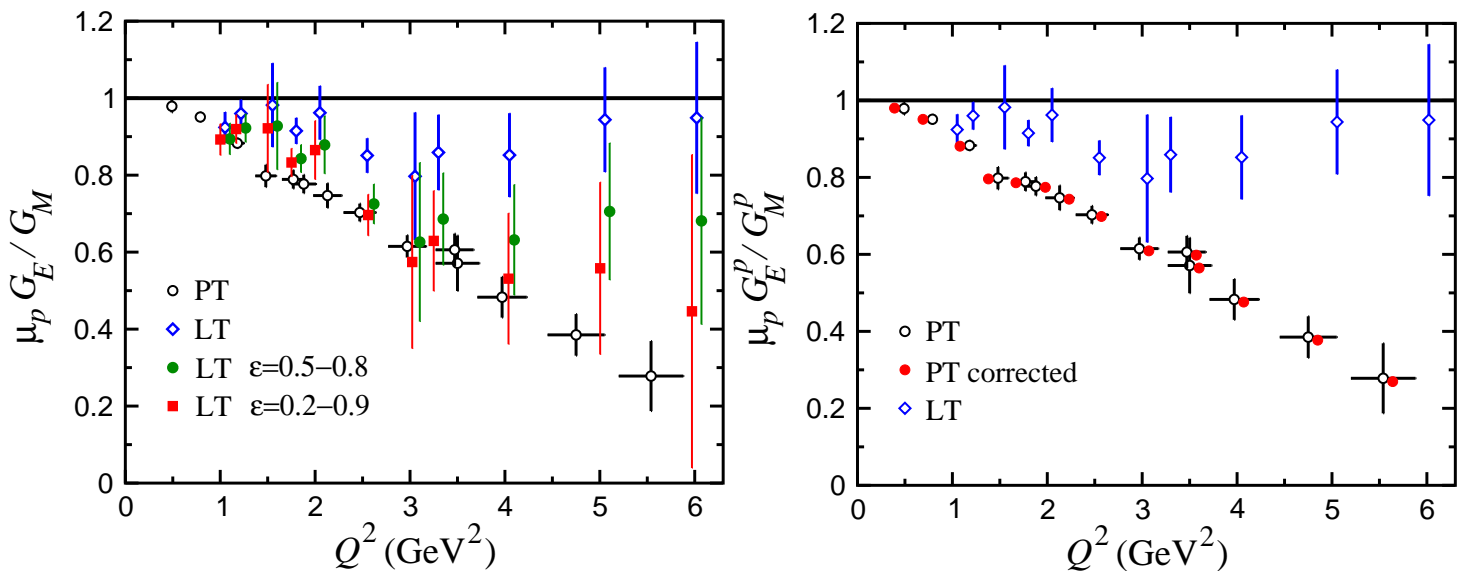 1.2
1
0.8
0.6
0.4
0.2
0
μp GE / GM
PT
LT
LT ε=0.5−0.8
LT ε=0.2−0.9
0 1 2 3 4 5 6
Q² (GeV²)
1.2
1.0
0.8
0.6
0.4
0.2
0
μp GᵖE / GᵖM
PT
PT corrected
LT
0 1 2 3 4 5 6
Q² (GeV²)